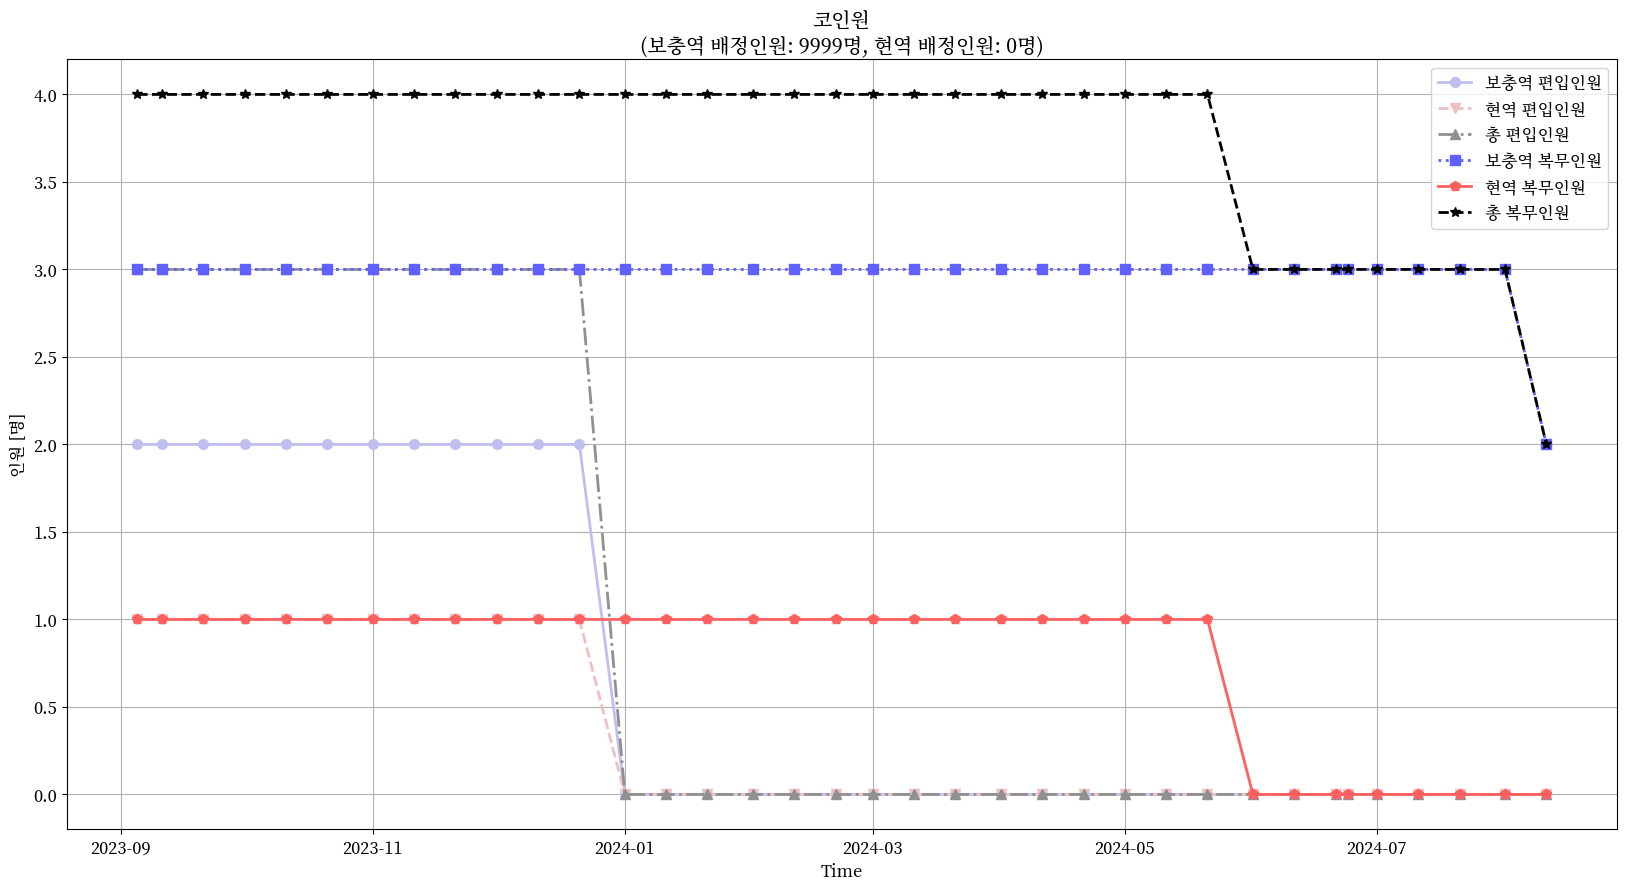 코인원
(보충역 배정인원: 9999명, 현역 배정인원: 0명)
보충역 편입인원
현역 편입인원
총 편입인원
보충역 복무인원
현역 복무인원
총 복무인원
4.0
3.5
3.0
2.5
2.0
1.5
1.0
0.5
0.0
인원 [명]
2023-09
2023-11
2024-01
2024-03
2024-05
2024-07
Time